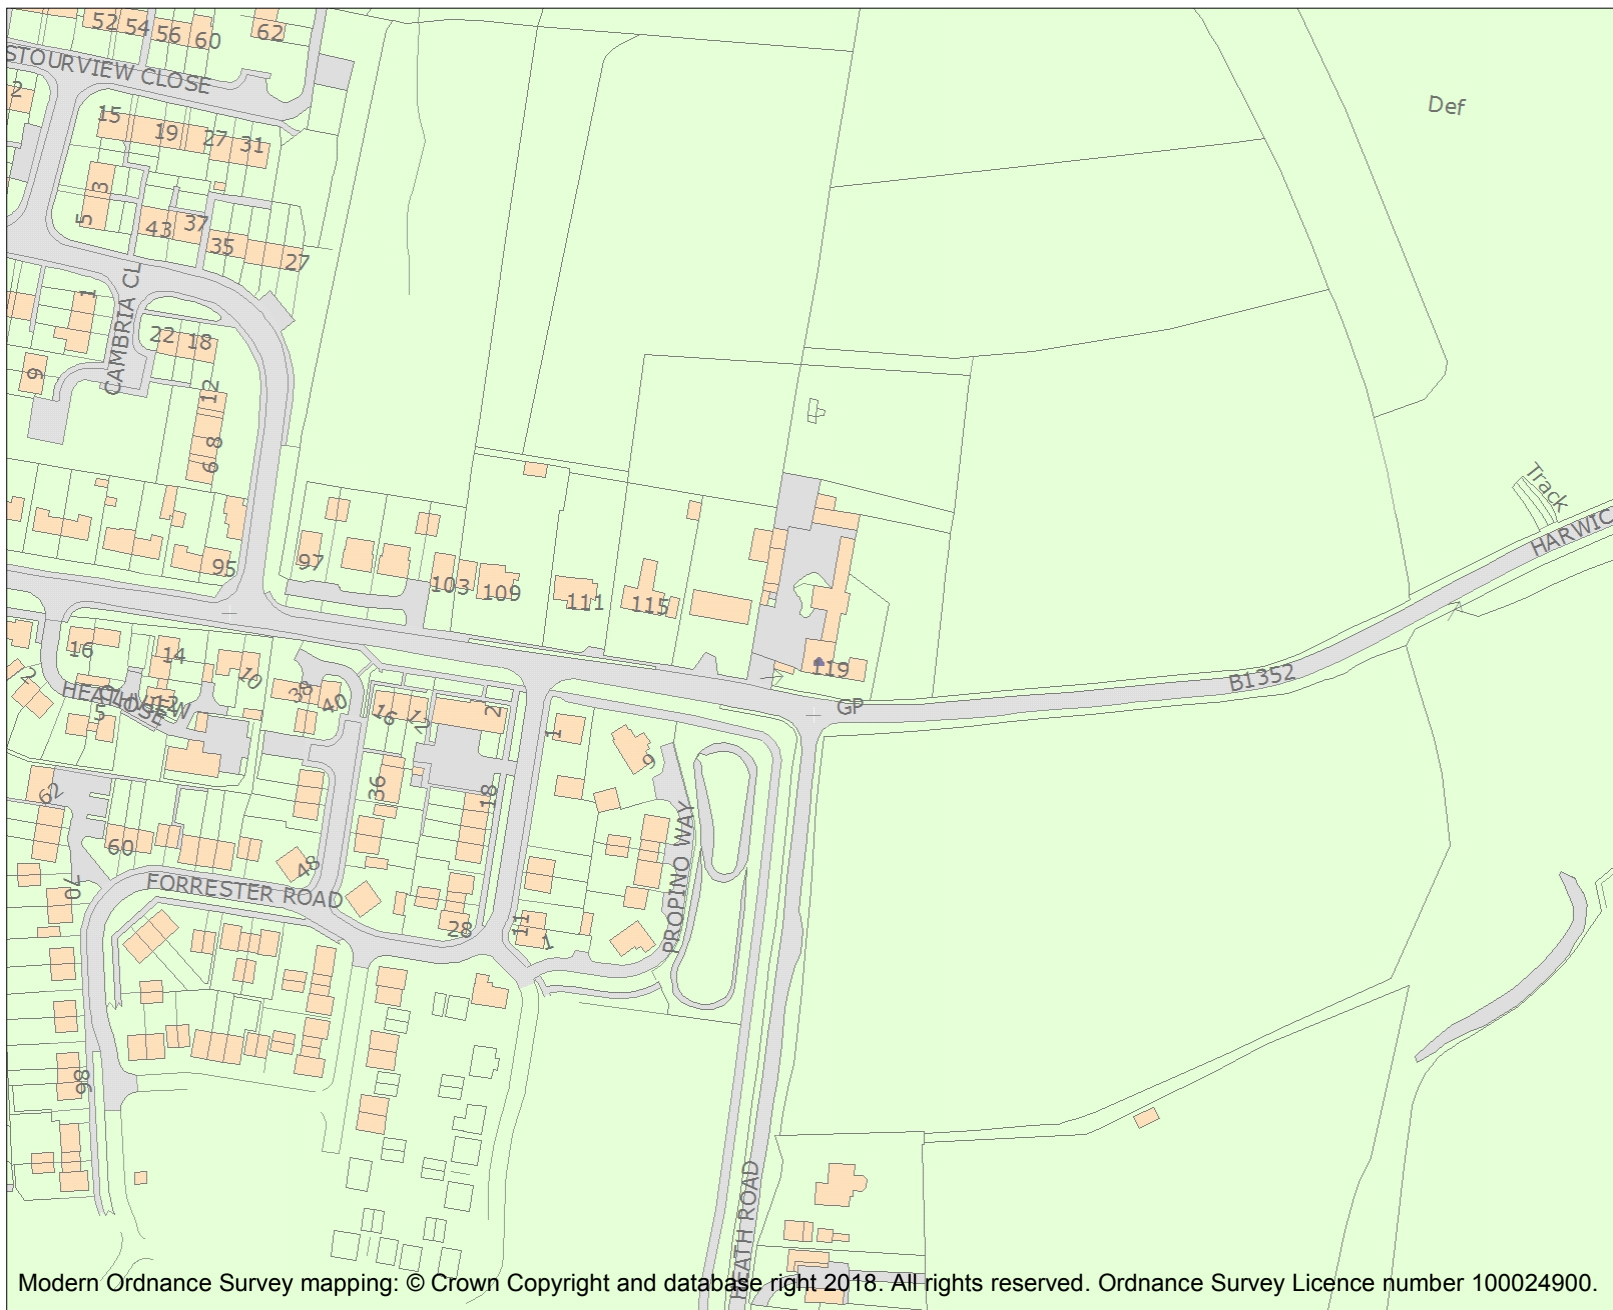 52 54 56 60 62
STOURVIEW CLOSE
Def
2
15 19 27 31
3
5
43 37
35 27
CAMBRIA CL
1
22 18
9
12
8
6
Track
HARWIC
95
97
103 109 111 115
119
16 14 10
2
HEATHVIEW
CLOSE
12
5
38 40
16 12 2
GP
B1352
1
9
36
18
PROPINO WAY
62
60
48
70
FORRESTER ROAD
28
11
1
98
HEATH ROAD
Modern Ordnance Survey mapping: © Crown Copyright and database right 2018. All rights reserved. Ordnance Survey Licence number 100024900.